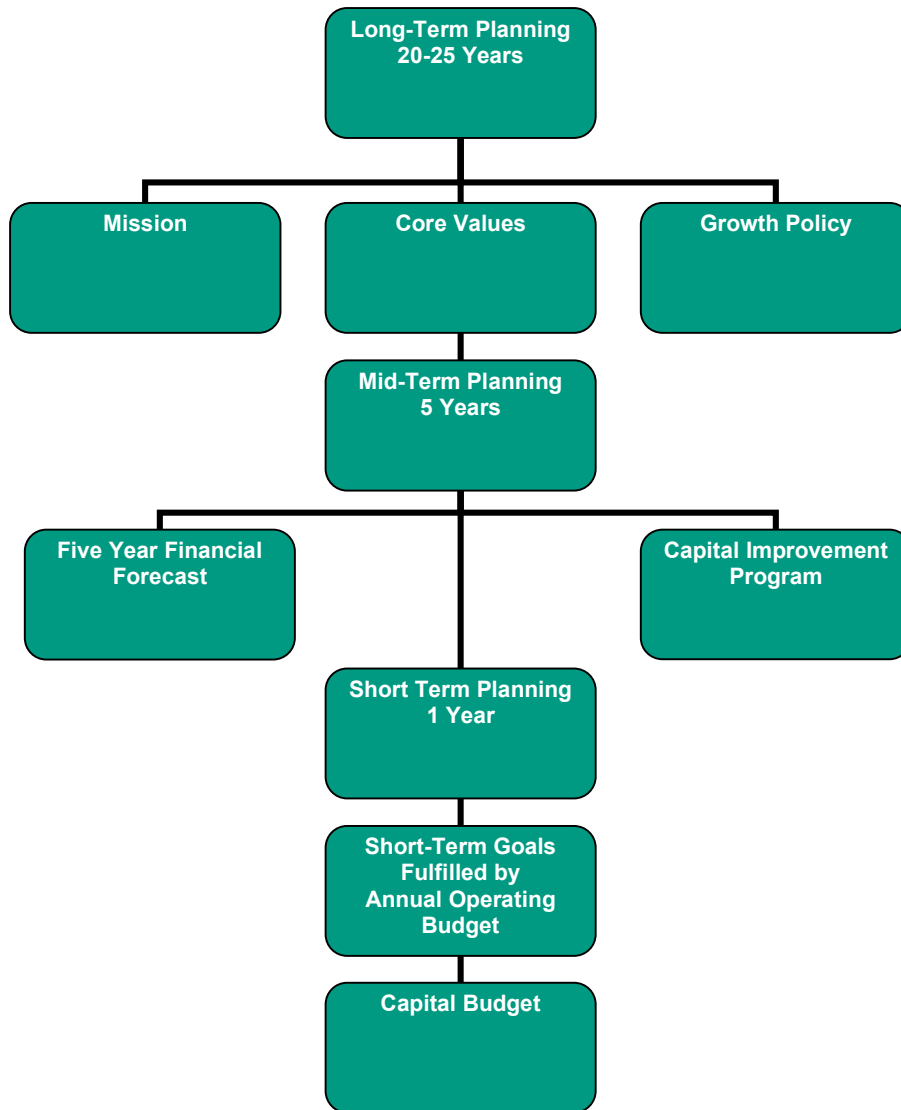 Long-Term Planning
20-25 Years
Mission
Core Values
Growth Policy
Mid-Term Planning
5 Years
Five Year Financial
Forecast
Capital Improvement
Program
Short Term Planning
1 Year
Short-Term Goals
Fulfilled by
Annual Operating
Budget
Capital Budget